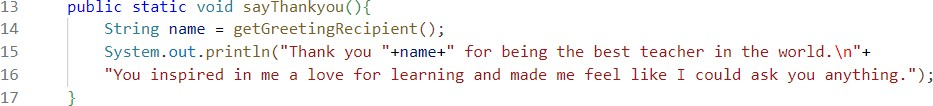 13 public static void sayThankyou(){
14 String name = getGreetingRecipient();
15 System.out.println("Thank you "+name+" for being the best teacher in the world.\n"+
16 "You inspired in me a love for learning and made me feel like I could ask you anything.");
17 }